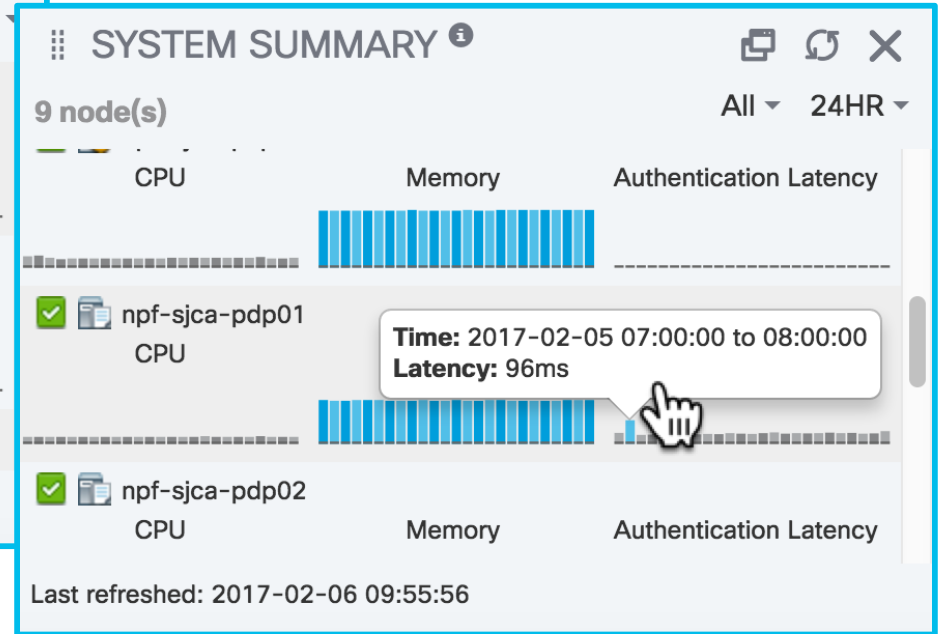 SYSTEM SUMMARY
9 node(s)
All 24HR
CPU Memory Authentication Latency
npf-sjca-pdp01
CPU
Time: 2017-02-05 07:00:00 to 08:00:00
Latency: 96ms
npf-sjca-pdp02
CPU Memory Authentication Latency
Last refreshed: 2017-02-06 09:55:56